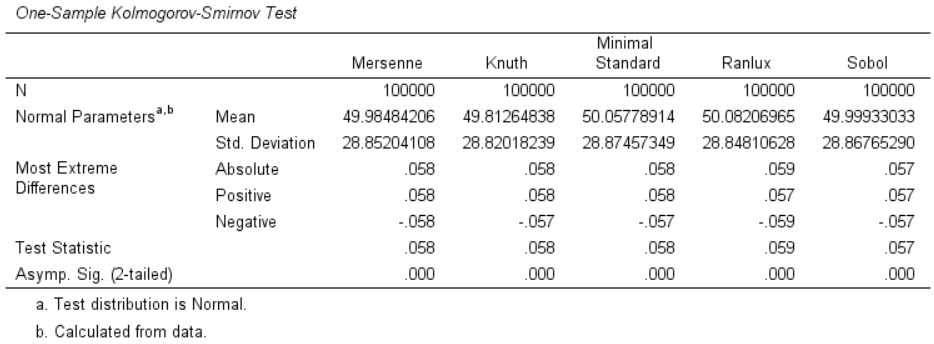 One-Sample Kolmogorov-Smirnov Test
Mersenne Knuth Minimal Standard Ranlux Sobol
N 100000 100000 100000 100000 100000
Normal Parameters a,b Mean 49.98484206 49.81264838 50.05778914 50.08206965 49.99933033
Std. Deviation 28.85204108 28.82018239 28.87457349 28.84810628 28.86765290
Most Extreme Differences Absolute .058 .058 .058 .059 .057
Positive .058 .058 .058 .057 .057
Negative -.058 -.057 -.057 -.059 -.057
Test Statistic .058 .058 .058 .059 .057
Asymp. Sig. (2-tailed) .000 .000 .000 .000 .000
a. Test distribution is Normal.
b. Calculated from data.